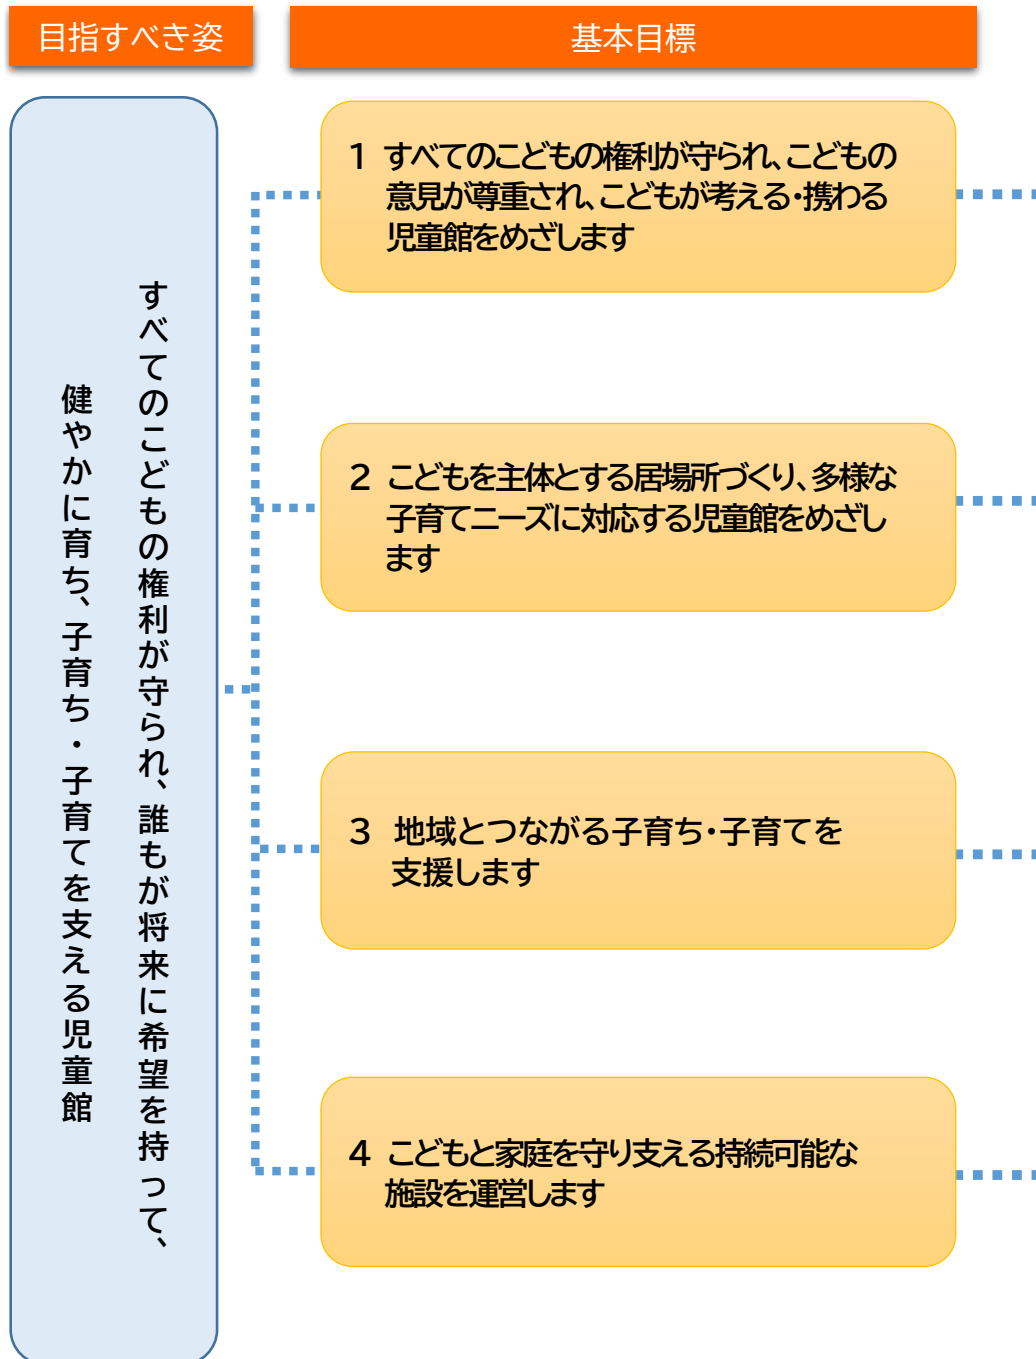 目指すべき姿
基本目標
すべてのこどもの権利が守られ、誰もが将来に希望を持って、
健やかに育ち、子育ち・子育てを支える児童館
1 すべてのこどもの権利が守られ、こどもの
意見が尊重され、こどもが考える・携わる
児童館をめざします
2 こどもを主体とする居場所づくり、多様な
子育てニーズに対応する児童館をめざし
ます
3 地域とつながる子育ち・子育てを
支援します
4 こどもと家庭を守り支える持続可能な
施設を運営します